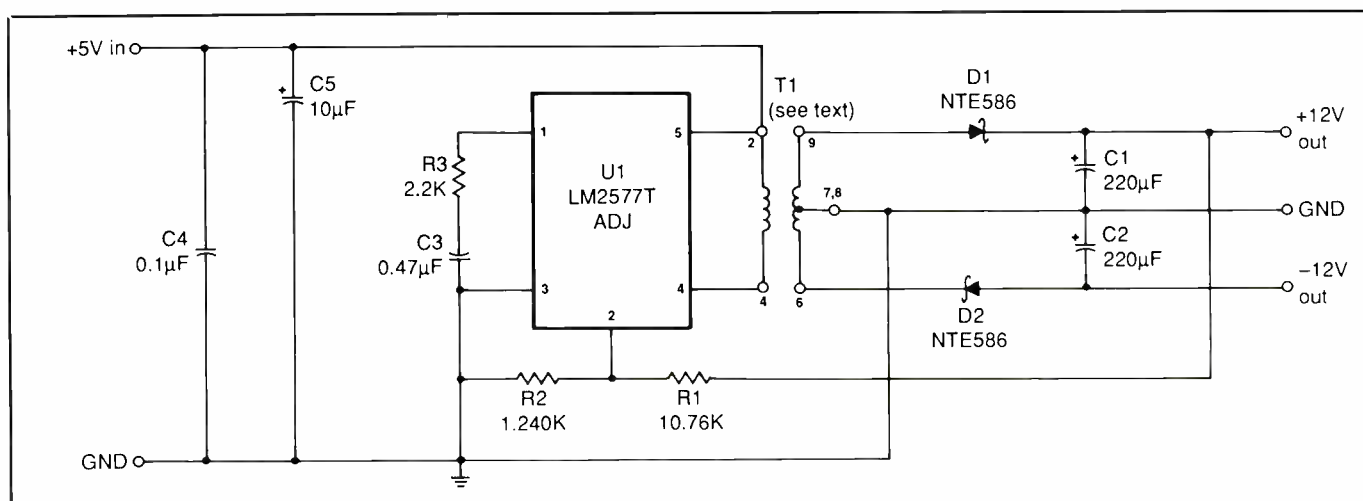 +5V in
C5
10µF
C4
0.1µF
R3
2.2K
C3
0.47µF
1
3
5
4
2
U1
LM2577T
ADJ
T1
(see text)
2
4
9
7,8
6
D1
NTE586
D2
NTE586
C1
220µF
C2
220µF
+12V
out
GND
–12V
out
R2
1.240K
R1
10.76K
GND